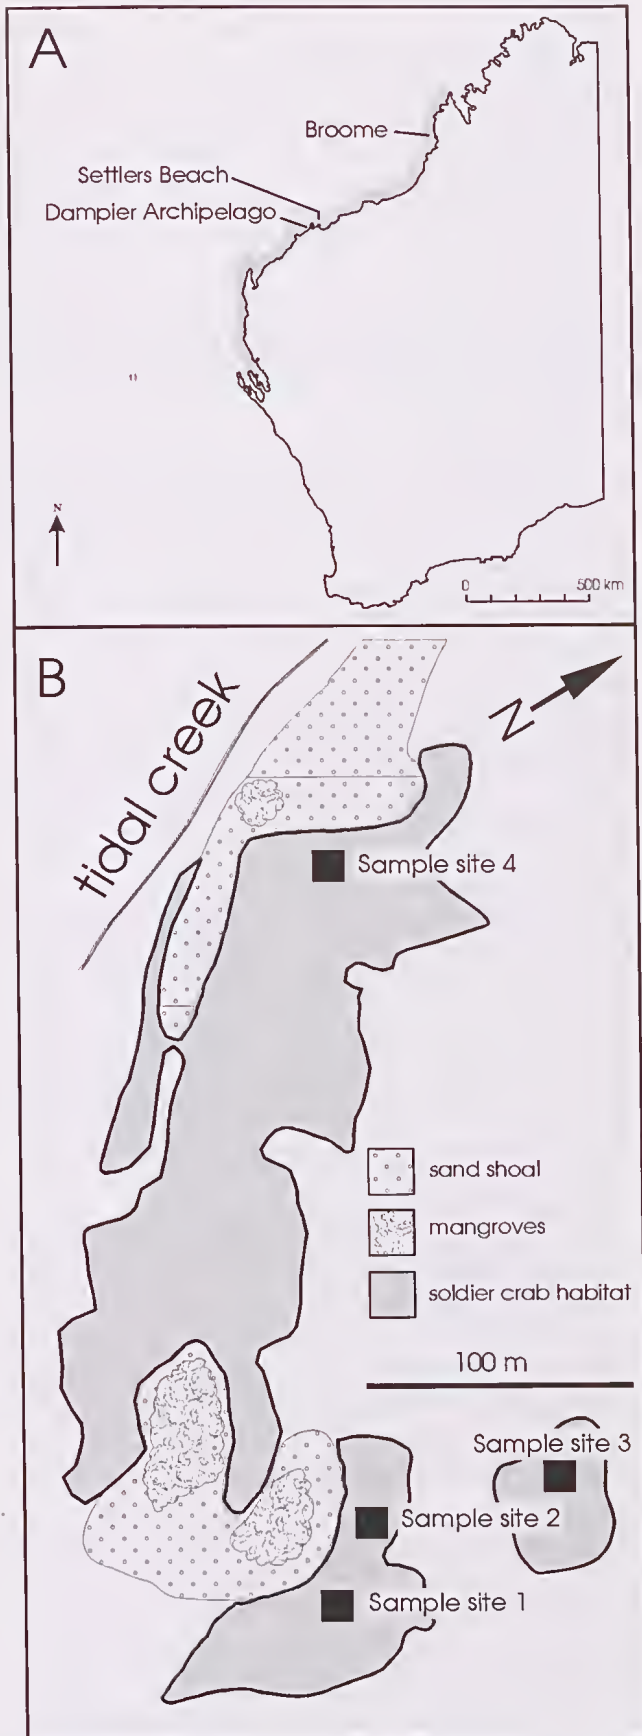 A
Broome
Settlers Beach
Dampier Archipelago
N
0 500 km
B
tidal creek
N
Sample site 4
sand shoal
mangroves
soldier crab habitat
100 m
Sample site 3
Sample site 2
Sample site 1